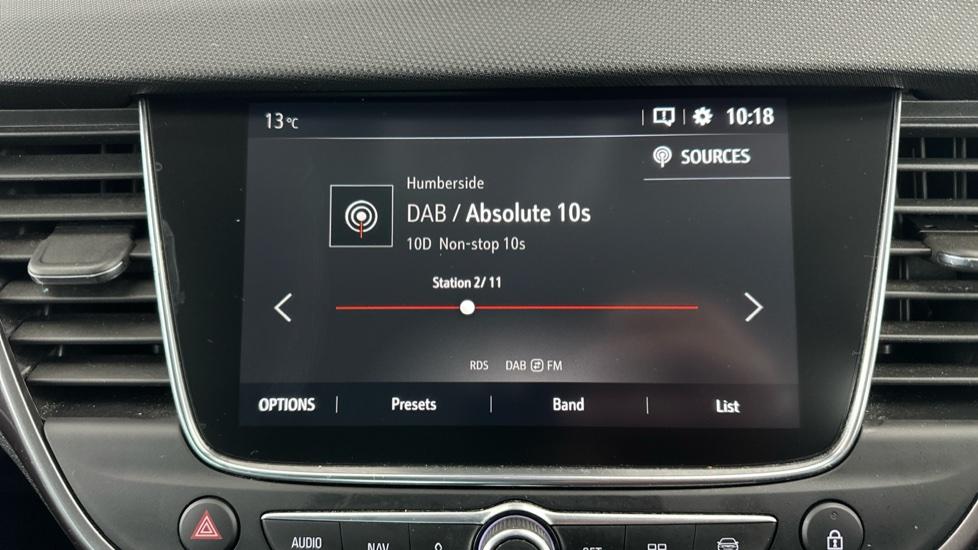 13 °C 10:18
SOURCES
Humberside
DAB / Absolute 10s
10D Non-stop 10s
Station 2/11
RDS DAB FM
OPTIONS Presets Band List
AUDIO NAV